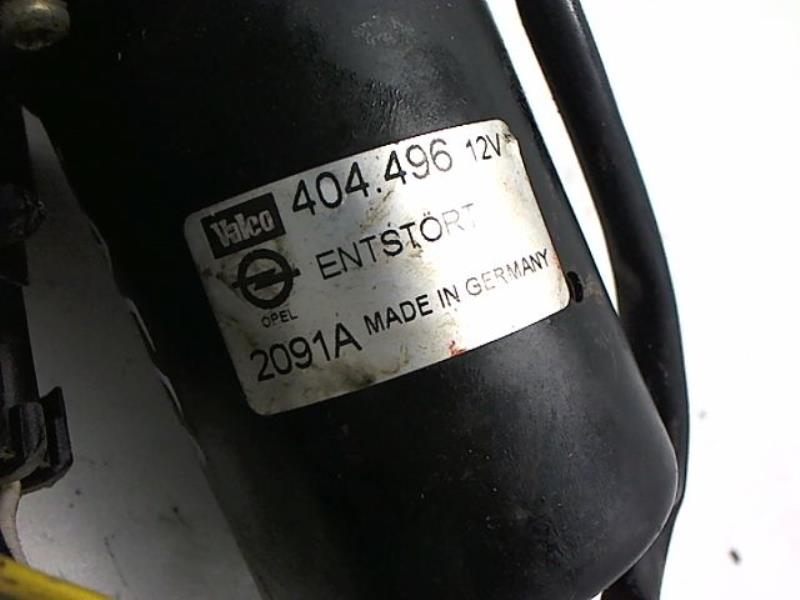 Valeo 404.496 12V
ENTSTÖRT
OPEL
2091A MADE IN GERMANY